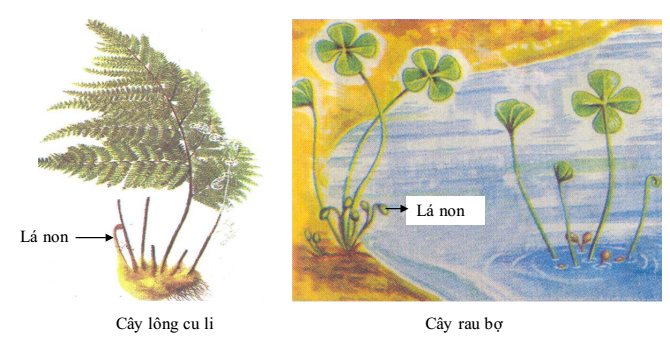 Lá non
Lá non
Cây lông cu li
Cây rau bợ